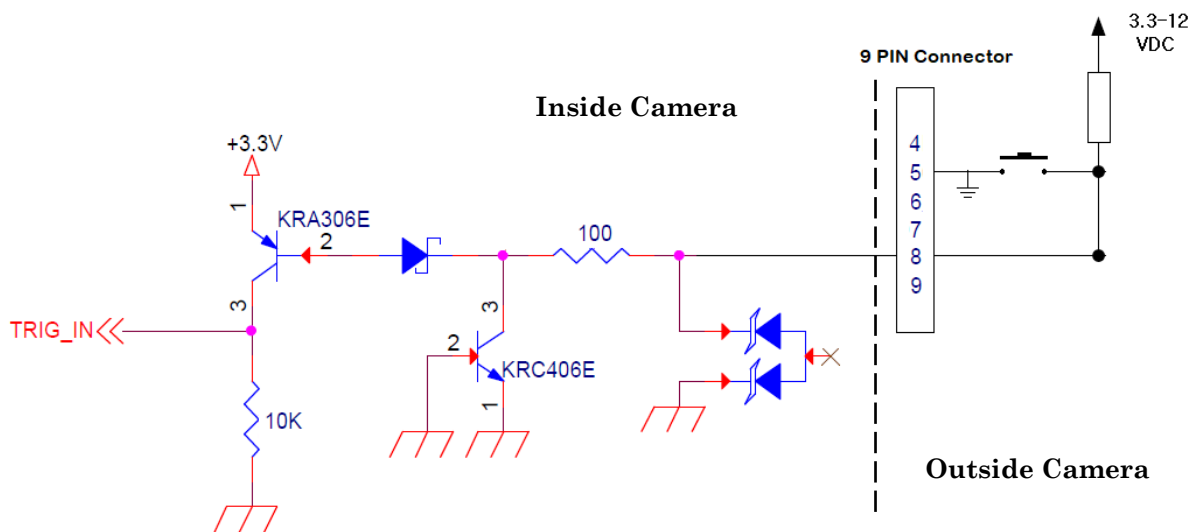 3.3-12
VDC
9 PIN Connector
Inside Camera
+3.3V
1
KRA306E
2
3
TRIG_IN
10K
100
3
2
KRC406E
1
4
5
6
7
8
9
Outside Camera